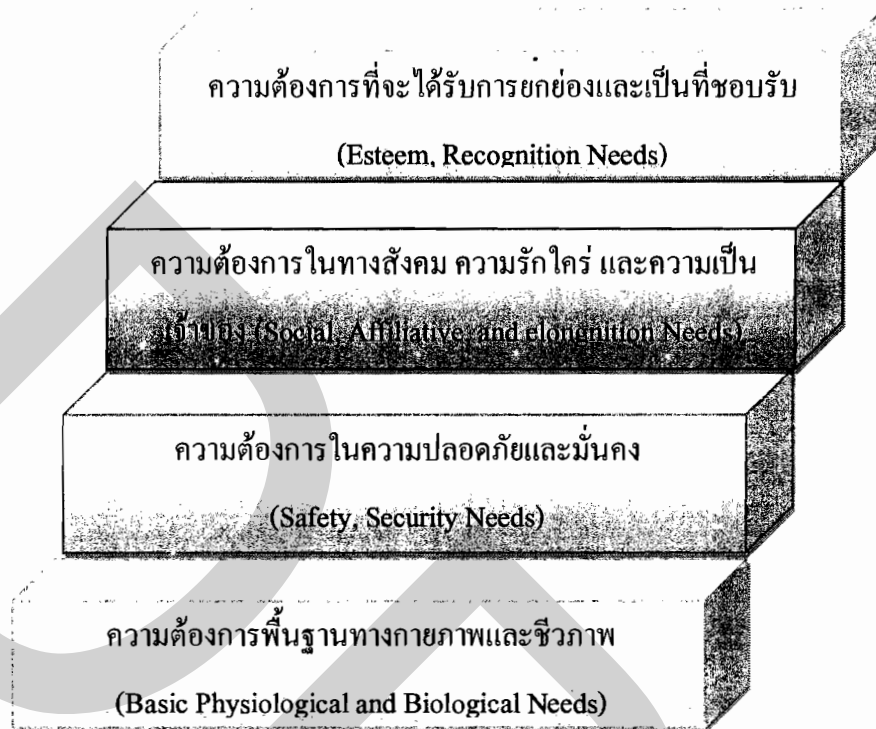 ความต้องการที่จะได้รับการยกย่องและเป็นที่ชอบรับ
(Esteem, Recognition Needs)
ความต้องการในทางสังคม ความรักใคร่ และความเป็น
เจ้าของ (Social, Affiliative, and elongnition Needs)
ความต้องการในความปลอดภัยและมั่นคง
(Safety, Security Needs)
ความต้องการพื้นฐานทางกายภาพและชีวภาพ
(Basic Physiological and Biological Needs)